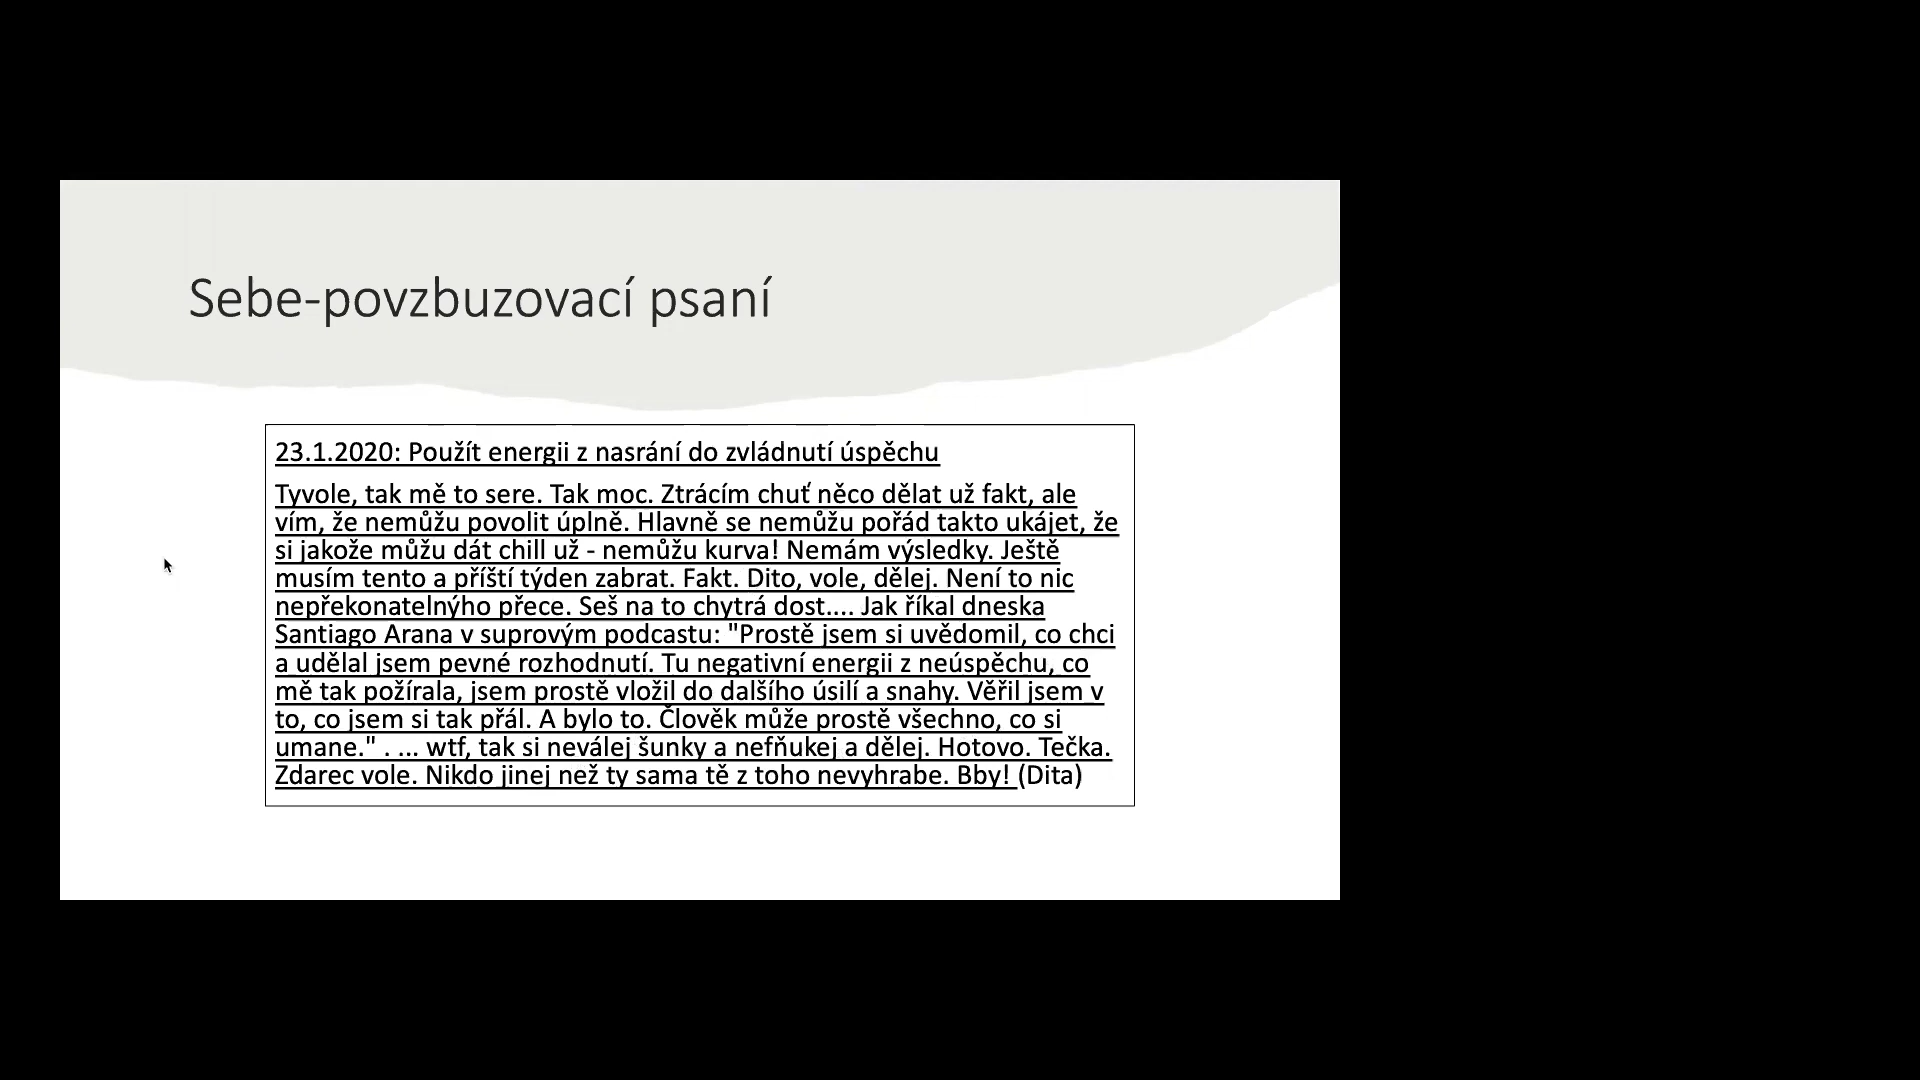 Sebe-povzbuzovací psaní
23.1.2020: Použít energii z nasrání do zvládnutí úspěchu
Tyvole, tak mě to sere. Tak moc. Ztrácím chuť něco dělat už fakt, ale
vím, že nemůžu povolit úplně. Hlavně se nemůžu pořád takto ukájet, že
si jakože můžu dát chill už - nemůžu kurva! Nemám výsledky. Ještě
musím tento a příští týden zabrat. Fakt. Dito, vole, dělej. Není to nic
nepřekonatelnýho přece. Seš na to chytrá dost.... Jak říkal dneska
Santiago Arana v suprovým podcastu: "Prostě jsem si uvědomil, co chci
a udělal jsem pevné rozhodnutí. Tu negativní energii z neúspěchu, co
mě tak požírala, jsem prostě vložil do dalšího úsilí a snahy. Věřil jsem v
to, co jsem si tak přál. A bylo to. Člověk může prostě všechno, co si
umane." . ... wtf, tak si neválej šunky a nefňukej a dělej. Hotovo. Tečka.
Zdarec vole. Nikdo jinej než ty sama tě z toho nevyhrabe. Bby! (Dita)